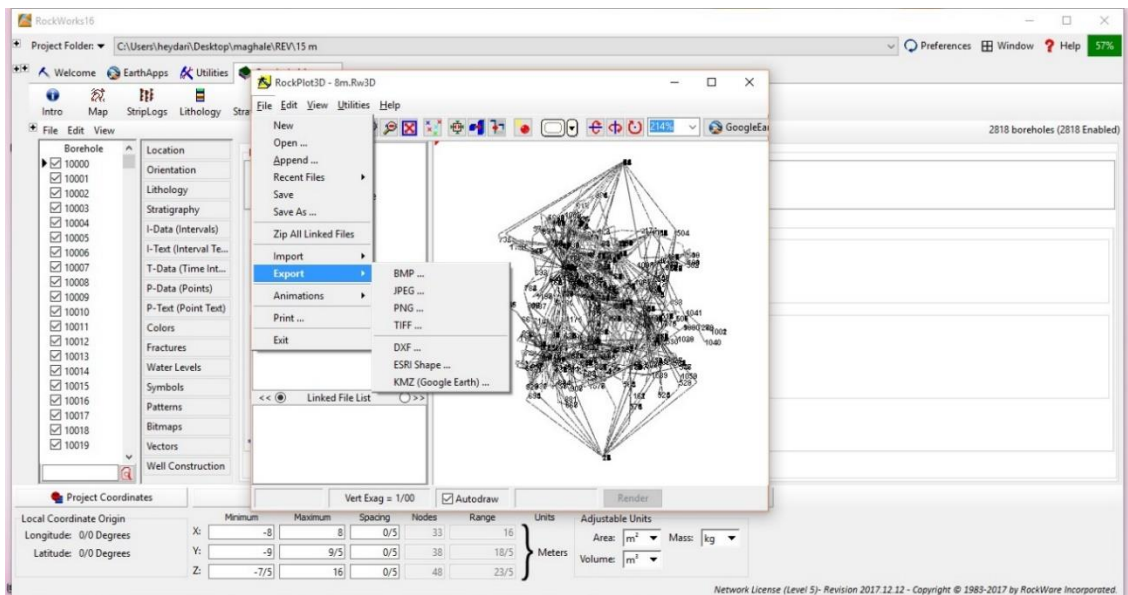 RockWorks16
Project Folder: C:\Users\heydari\Desktop\maghale\REV\15 m
Preferences Window Help 57%
Welcome EarthApps Utilities
Intro Map StripLogs Lithology
File Edit View
2818 boreholes (2818 Enabled)
Borehole
10000
10001
10002
10003
10004
10005
10006
10007
10008
10009
10010
10011
10012
10013
10014
10015
10016
10017
10018
10019
Location
Orientation
Lithology
Stratigraphy
I-Data (Intervals)
I-Text (Interval Te...
T-Data (Time Int...
P-Data (Points)
P-Text (Point Text)
Colors
Fractures
Water Levels
Symbols
Patterns
Bitmaps
Vectors
Well Construction
RockPlot3D - 8m.Rw3D
File Edit View Utilities Help
214%
GoogleEa
New
Open ...
Append ...
Recent Files
Save
Save As ...
Zip All Linked Files
Import
Export
Animations
Print ...
Exit
BMP ...
JPEG ...
PNG ...
TIFF ...
DXF ...
ESRI Shape ...
KMZ (Google Earth) ...
<< Linked File List >>
1504
1041
1002
1040
Vert Exag = 1/00 Autodraw Render
Project Coordinates
Local Coordinate Origin
Longitude: 0/0 Degrees
Latitude: 0/0 Degrees
Minimum Maximum Spacing Nodes Range Units
X: -8 8 0/5 33 16
Y: -9 9/5 0/5 38 18/5 Meters
Z: -7/5 16 0/5 48 23/5
Adjustable Units
Area: m² Mass: kg
Volume: m³
Network License (Level 5)- Revision 2017.12.12 - Copyright © 1983-2017 by RockWare Incorporated.